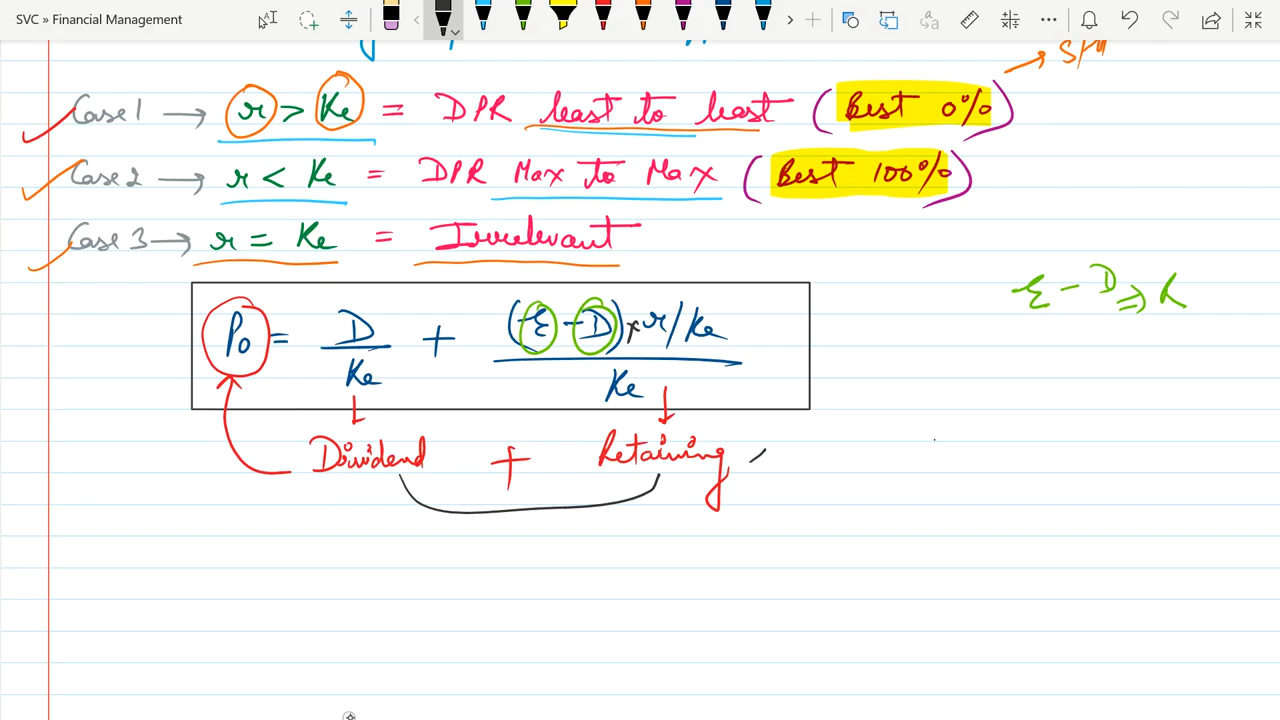 SVC » Financial Management
Case 1 → r > Ke = DPR least to least (Best 0%)
Case 2 → r < Ke = DPR Max to Max (Best 100%)
Case 3 → r = Ke = Irrelevant
E - D ⇒ R
P0 = D/Ke + (E - D) × r/Ke / Ke
Dividend + Retaining